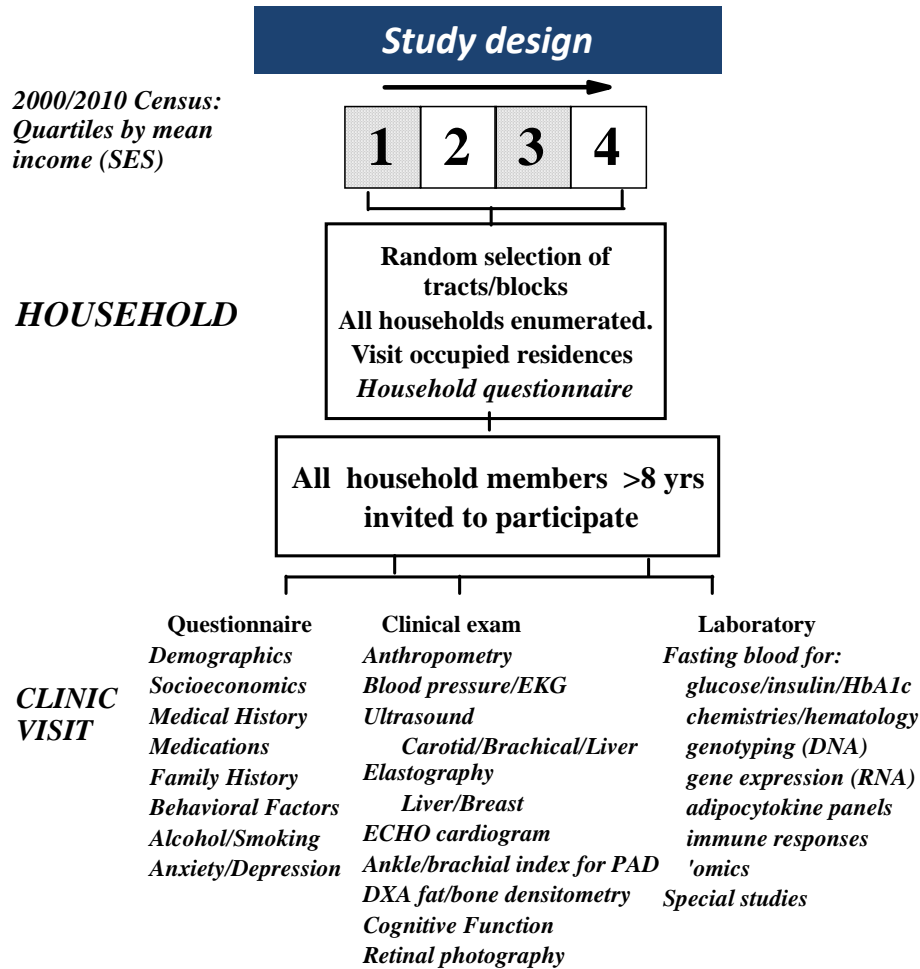 Study design
2000/2010 Census:
Quartiles by mean
income (SES)
1 2 3 4
HOUSEHOLD
Random selection of
tracts/blocks
All households enumerated.
Visit occupied residences
Household questionnaire
All household members >8 yrs
invited to participate
CLINIC
VISIT
Questionnaire
Demographics
Socioeconomics
Medical History
Medications
Family History
Behavioral Factors
Alcohol/Smoking
Anxiety/Depression
Clinical exam
Anthropometry
Blood pressure/EKG
Ultrasound
Carotid/Brachical/Liver
Elastography
Liver/Breast
ECHO cardiogram
Ankle/brachial index for PAD
DXA fat/bone densitometry
Cognitive Function
Retinal photography
Laboratory
Fasting blood for:
glucose/insulin/HbA1c
chemistries/hematology
genotyping (DNA)
gene expression (RNA)
adipocytokine panels
immune responses
'omics
Special studies